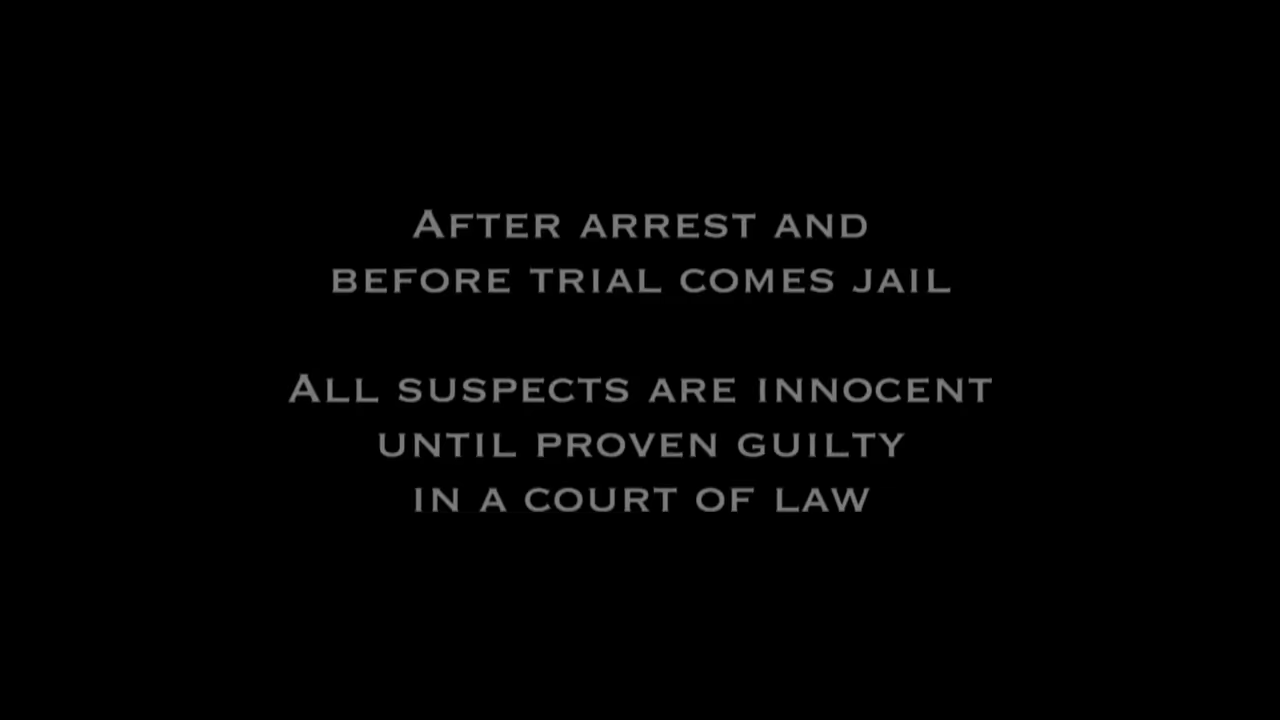 After arrest and
before trial comes jail
All suspects are innocent
until proven guilty
in a court of law